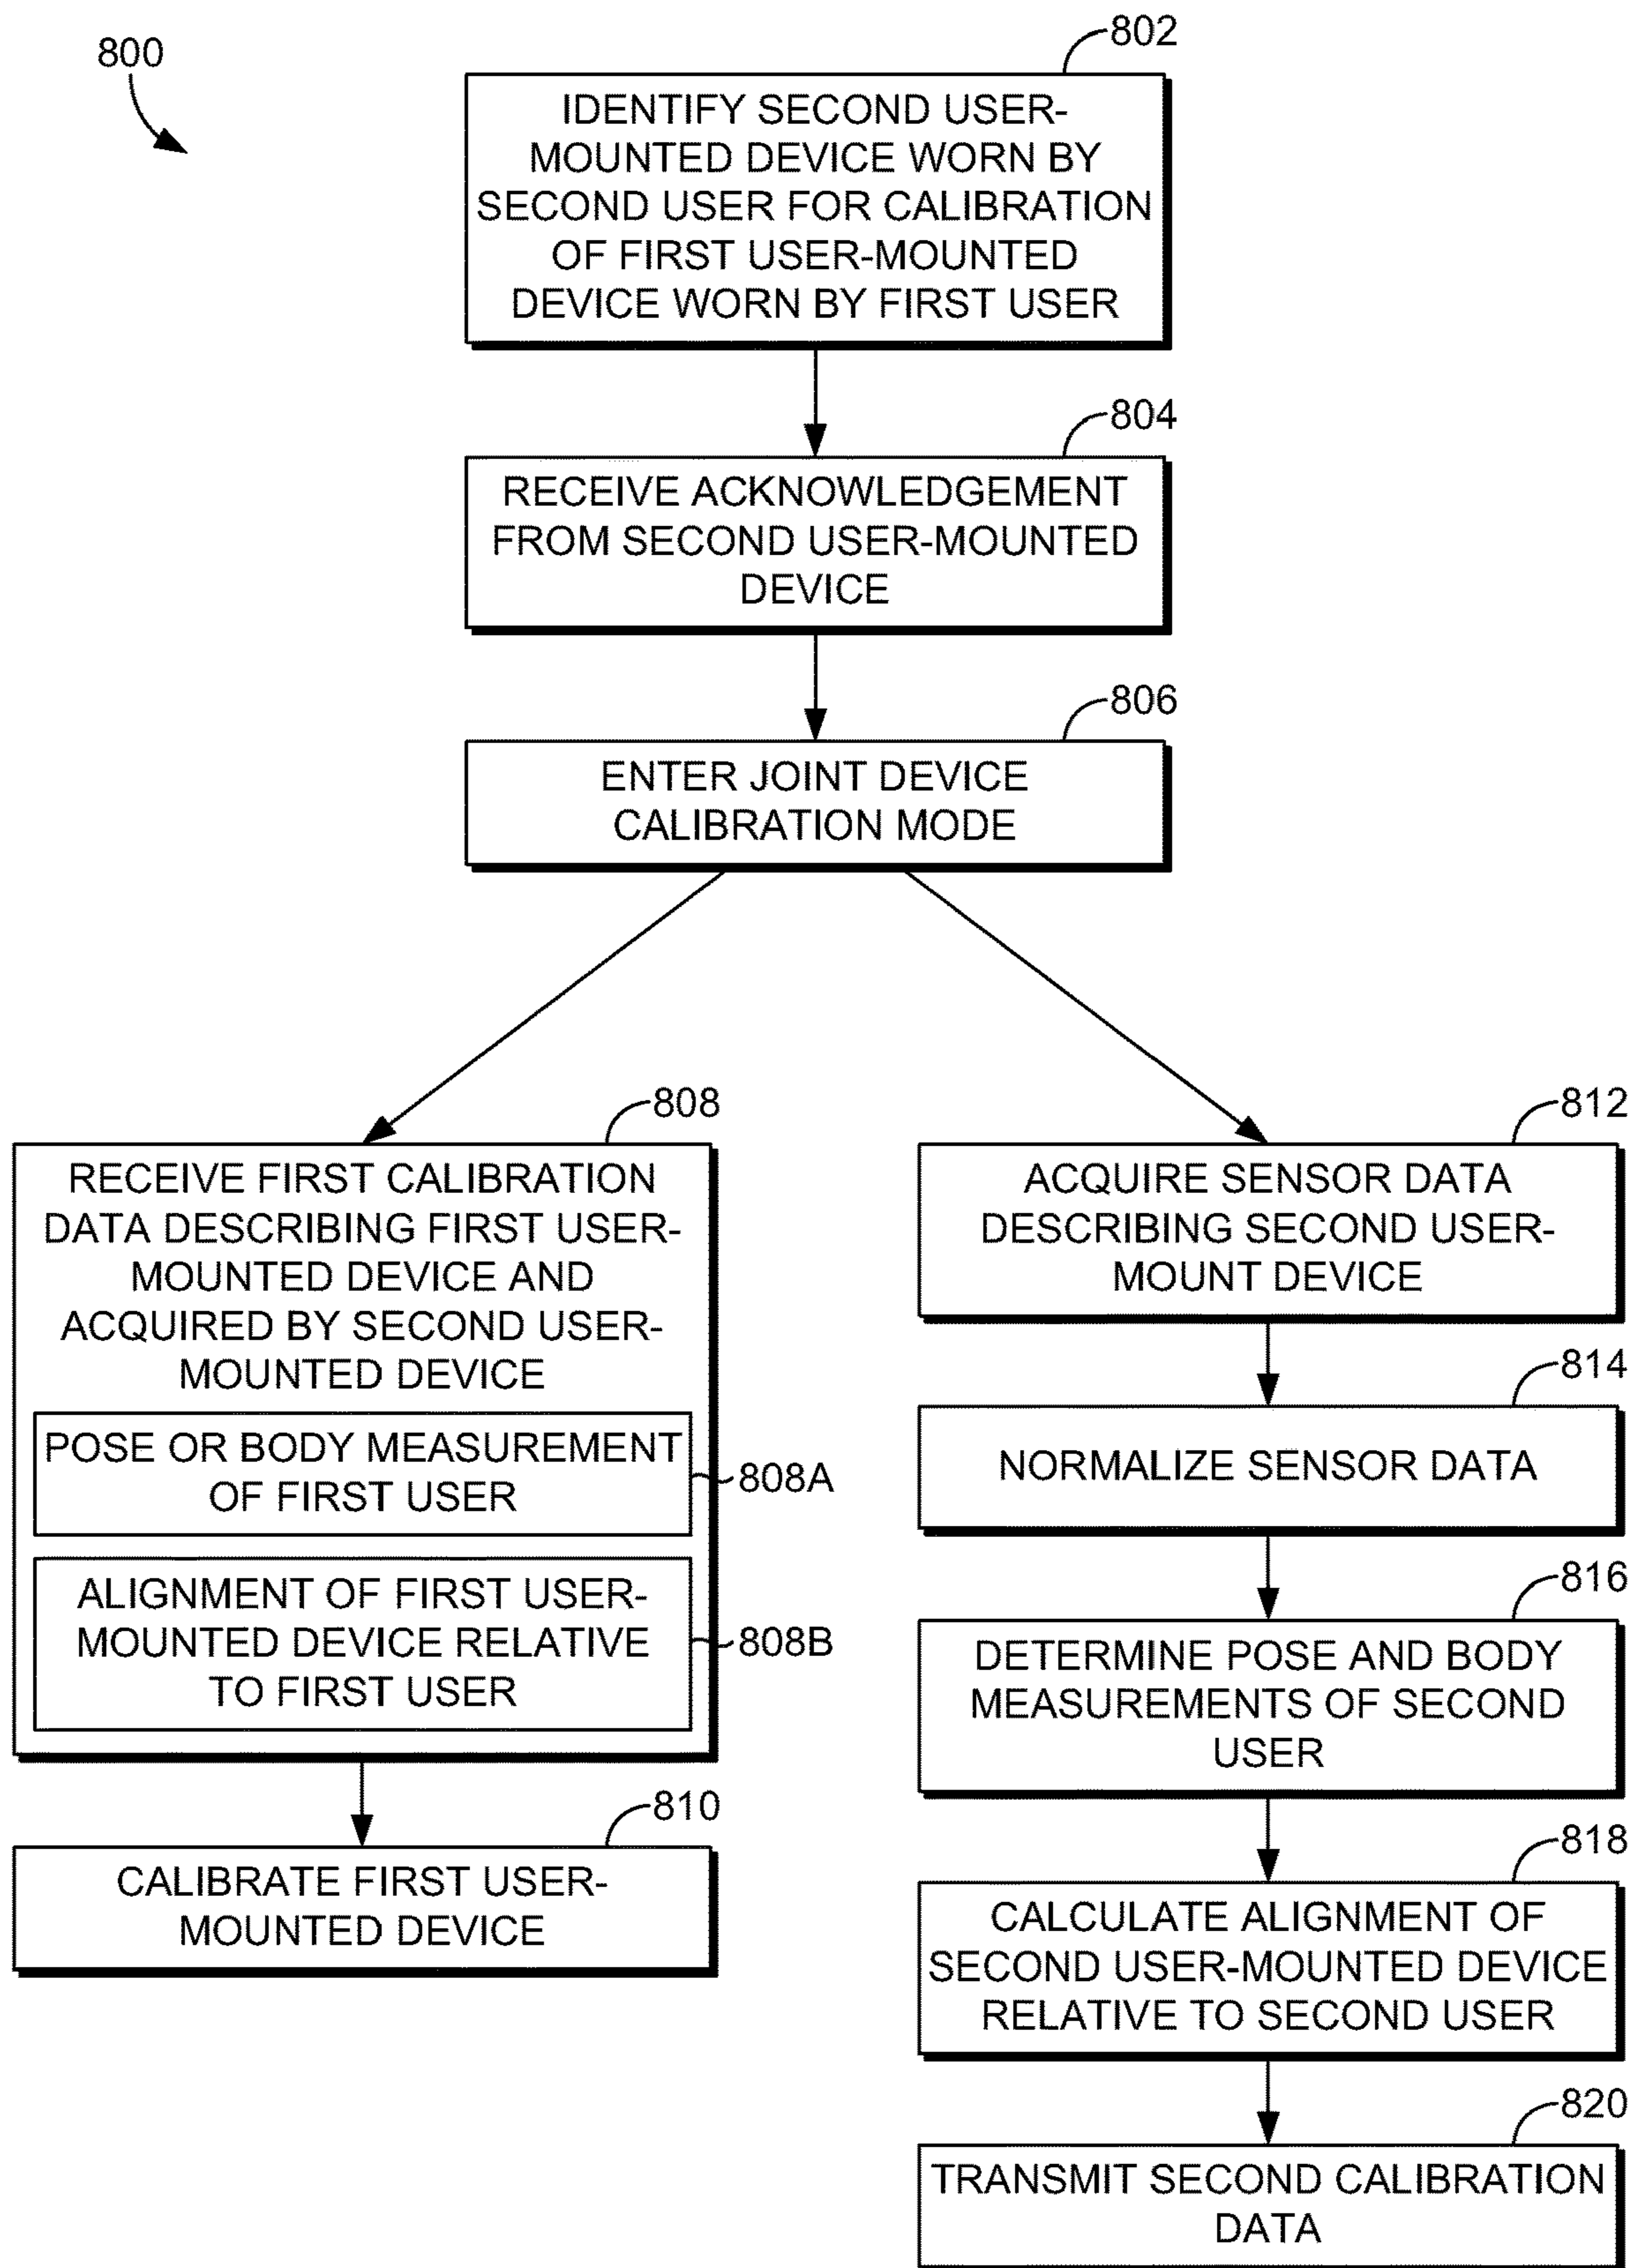 800
802
IDENTIFY SECOND USER-
MOUNTED DEVICE WORN BY
SECOND USER FOR CALIBRATION
OF FIRST USER-MOUNTED
DEVICE WORN BY FIRST USER
804
RECEIVE ACKNOWLEDGEMENT
FROM SECOND USER-MOUNTED
DEVICE
806
ENTER JOINT DEVICE
CALIBRATION MODE
808
RECEIVE FIRST CALIBRATION
DATA DESCRIBING FIRST USER-
MOUNTED DEVICE AND
ACQUIRED BY SECOND USER-
MOUNTED DEVICE
POSE OR BODY MEASUREMENT
OF FIRST USER
808A
ALIGNMENT OF FIRST USER-
MOUNTED DEVICE RELATIVE
TO FIRST USER
808B
810
CALIBRATE FIRST USER-
MOUNTED DEVICE
812
ACQUIRE SENSOR DATA
DESCRIBING SECOND USER-
MOUNT DEVICE
814
NORMALIZE SENSOR DATA
816
DETERMINE POSE AND BODY
MEASUREMENTS OF SECOND
USER
818
CALCULATE ALIGNMENT OF
SECOND USER-MOUNTED DEVICE
RELATIVE TO SECOND USER
820
TRANSMIT SECOND CALIBRATION
DATA